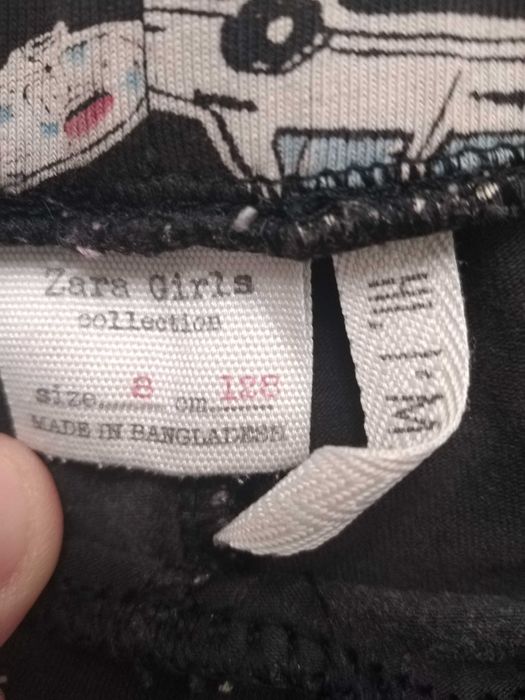 Zara Girls
collection
size........8 cm.......128
MADE IN BANGLADESH